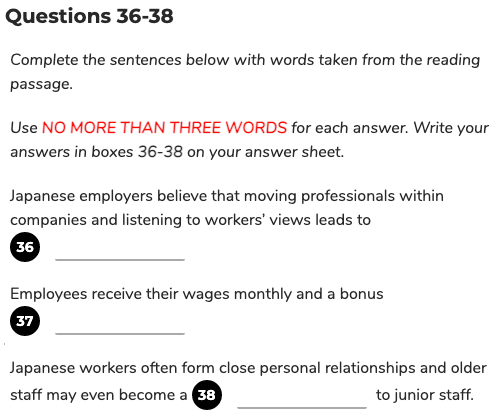 Questions 36-38
Complete the sentences below with words taken from the reading
passage.
Use NO MORE THAN THREE WORDS for each answer. Write your
answers in boxes 36-38 on your answer sheet.
Japanese employers believe that moving professionals within
companies and listening to workers' views leads to
36
Employees receive their wages monthly and a bonus
37
Japanese workers often form close personal relationships and older
staff may even become a 38 to junior staff.